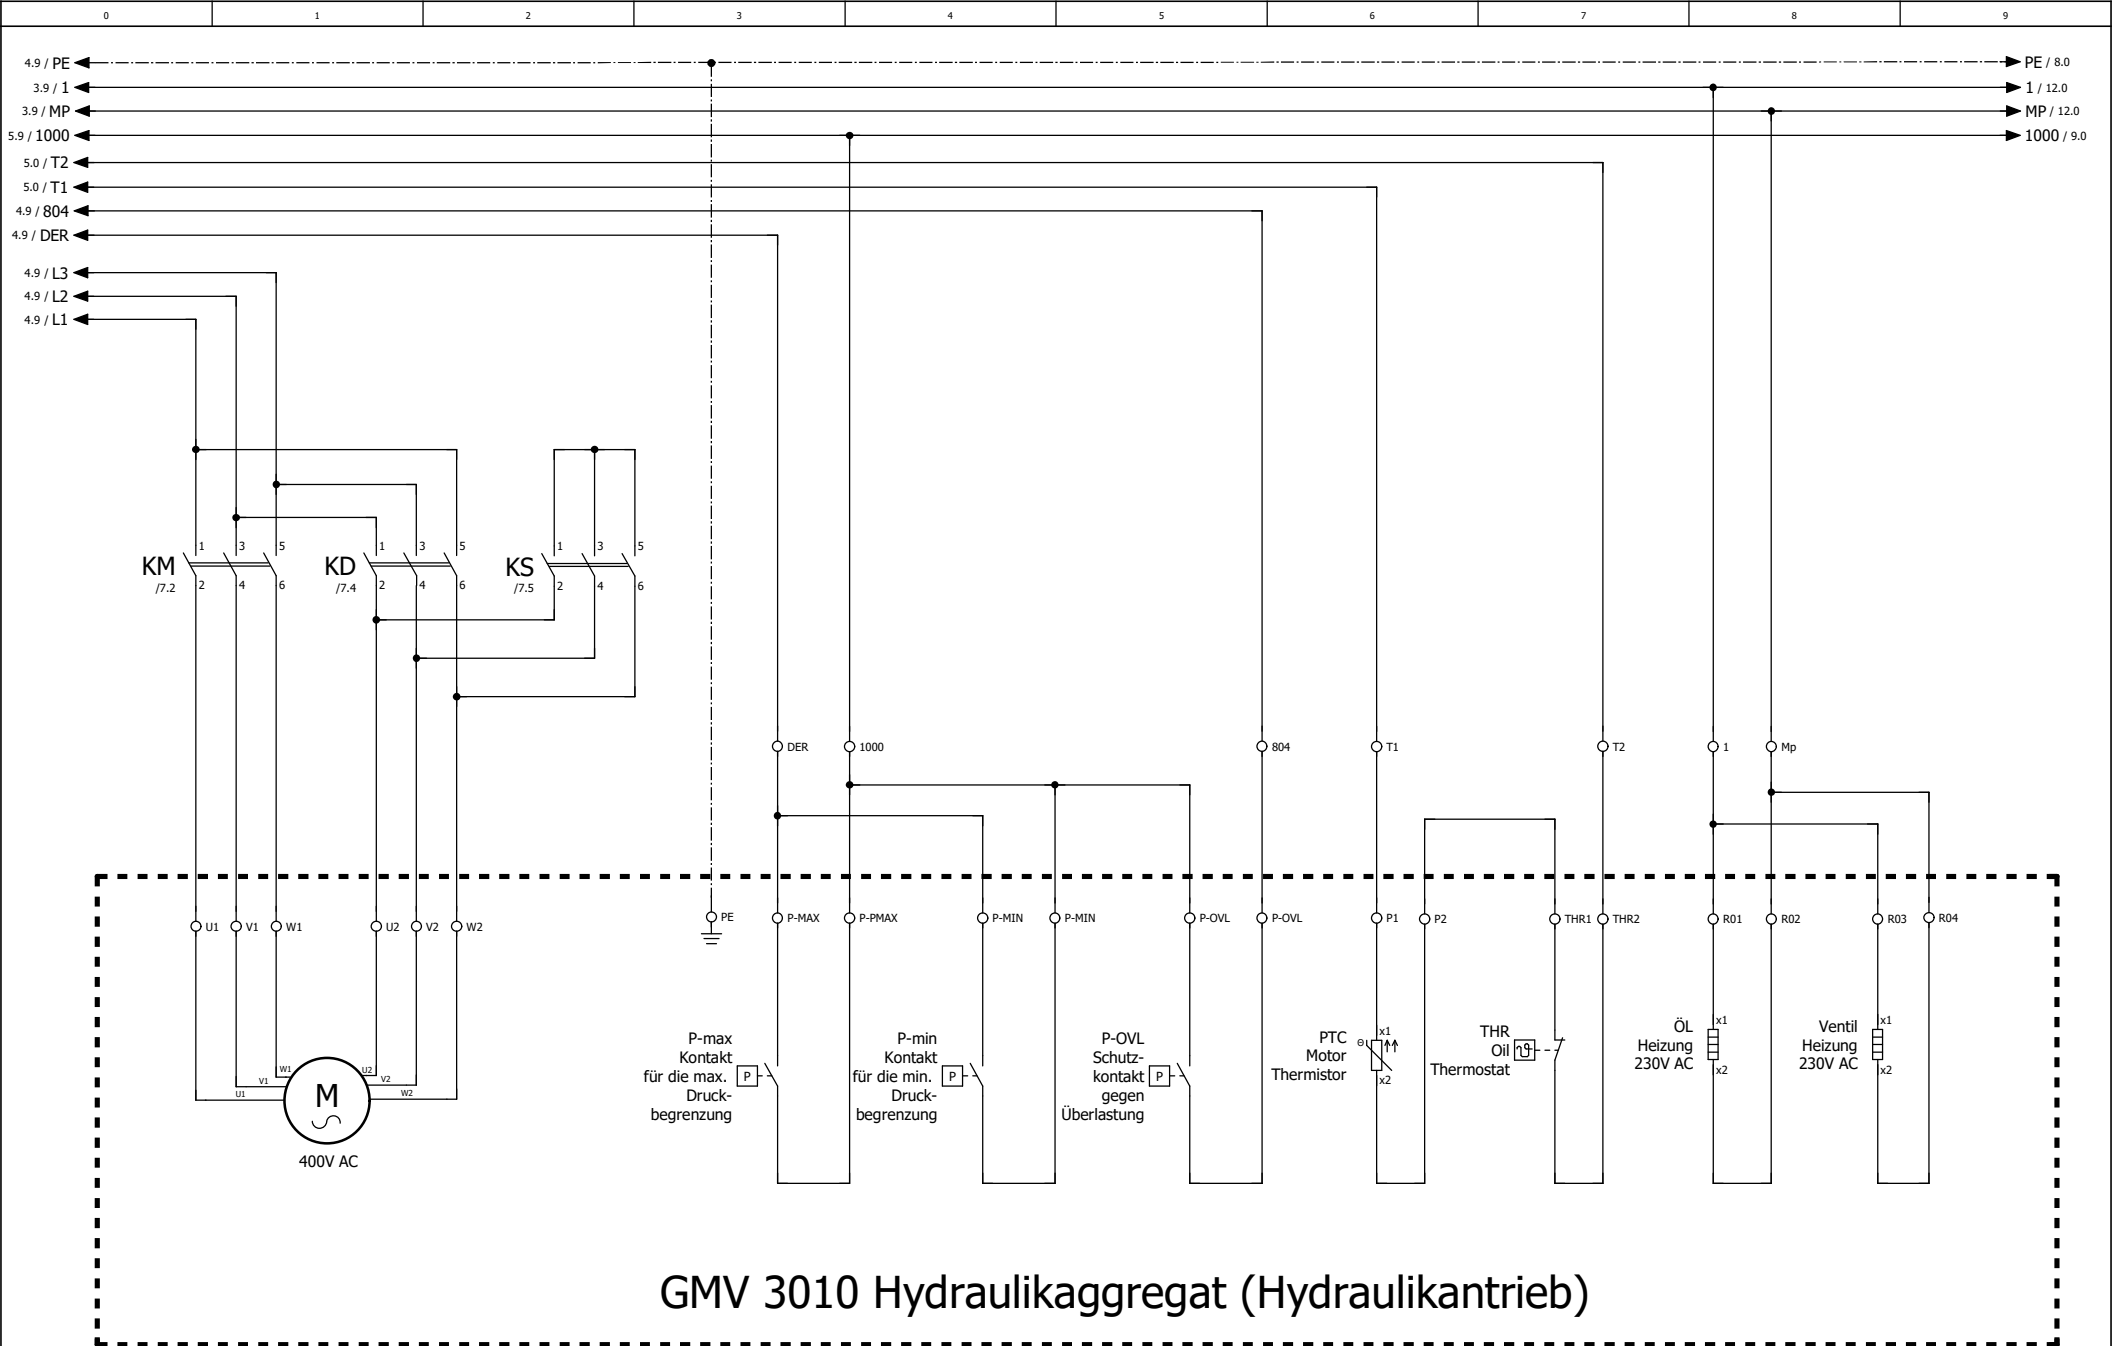 0 1 2 3 4 5 6 7 8 9
4.9 / PE PE / 8.0
3.9 / 1 1 / 12.0
3.9 / MP MP / 12.0
5.9 / 1000 1000 / 9.0
5.0 / T2
5.0 / T1
4.9 / 804
4.9 / DER
4.9 / L3
4.9 / L2
4.9 / L1
1 3 5 1 3 5 1 3 5
KM KD KS
/7.2 /7.4 /7.5
2 4 6 2 4 6 2 4 6
DER 1000 804 T1 T2 1 Mp
PE P-MAX P-PMAX P-MIN P-MIN P-OVL P-OVL P1 P2 THR1 THR2 R01 R02 R03 R04
U1 V1 W1 U2 V2 W2
W1 U2
V1 V2
U1 W2
M
400V AC
P-max
Kontakt
für die max.
Druck-
begrenzung
P
P-min
Kontakt
für die min.
Druck-
begrenzung
P
P-OVL
Schutz-
kontakt
gegen
Überlastung
P
PTC
Motor
Thermistor
Θ
x1
x2
THR
Oil
Thermostat
ÖL
Heizung
230V AC
x1
x2
Ventil
Heizung
230V AC
x1
x2
GMV 3010 Hydraulikaggregat (Hydraulikantrieb)